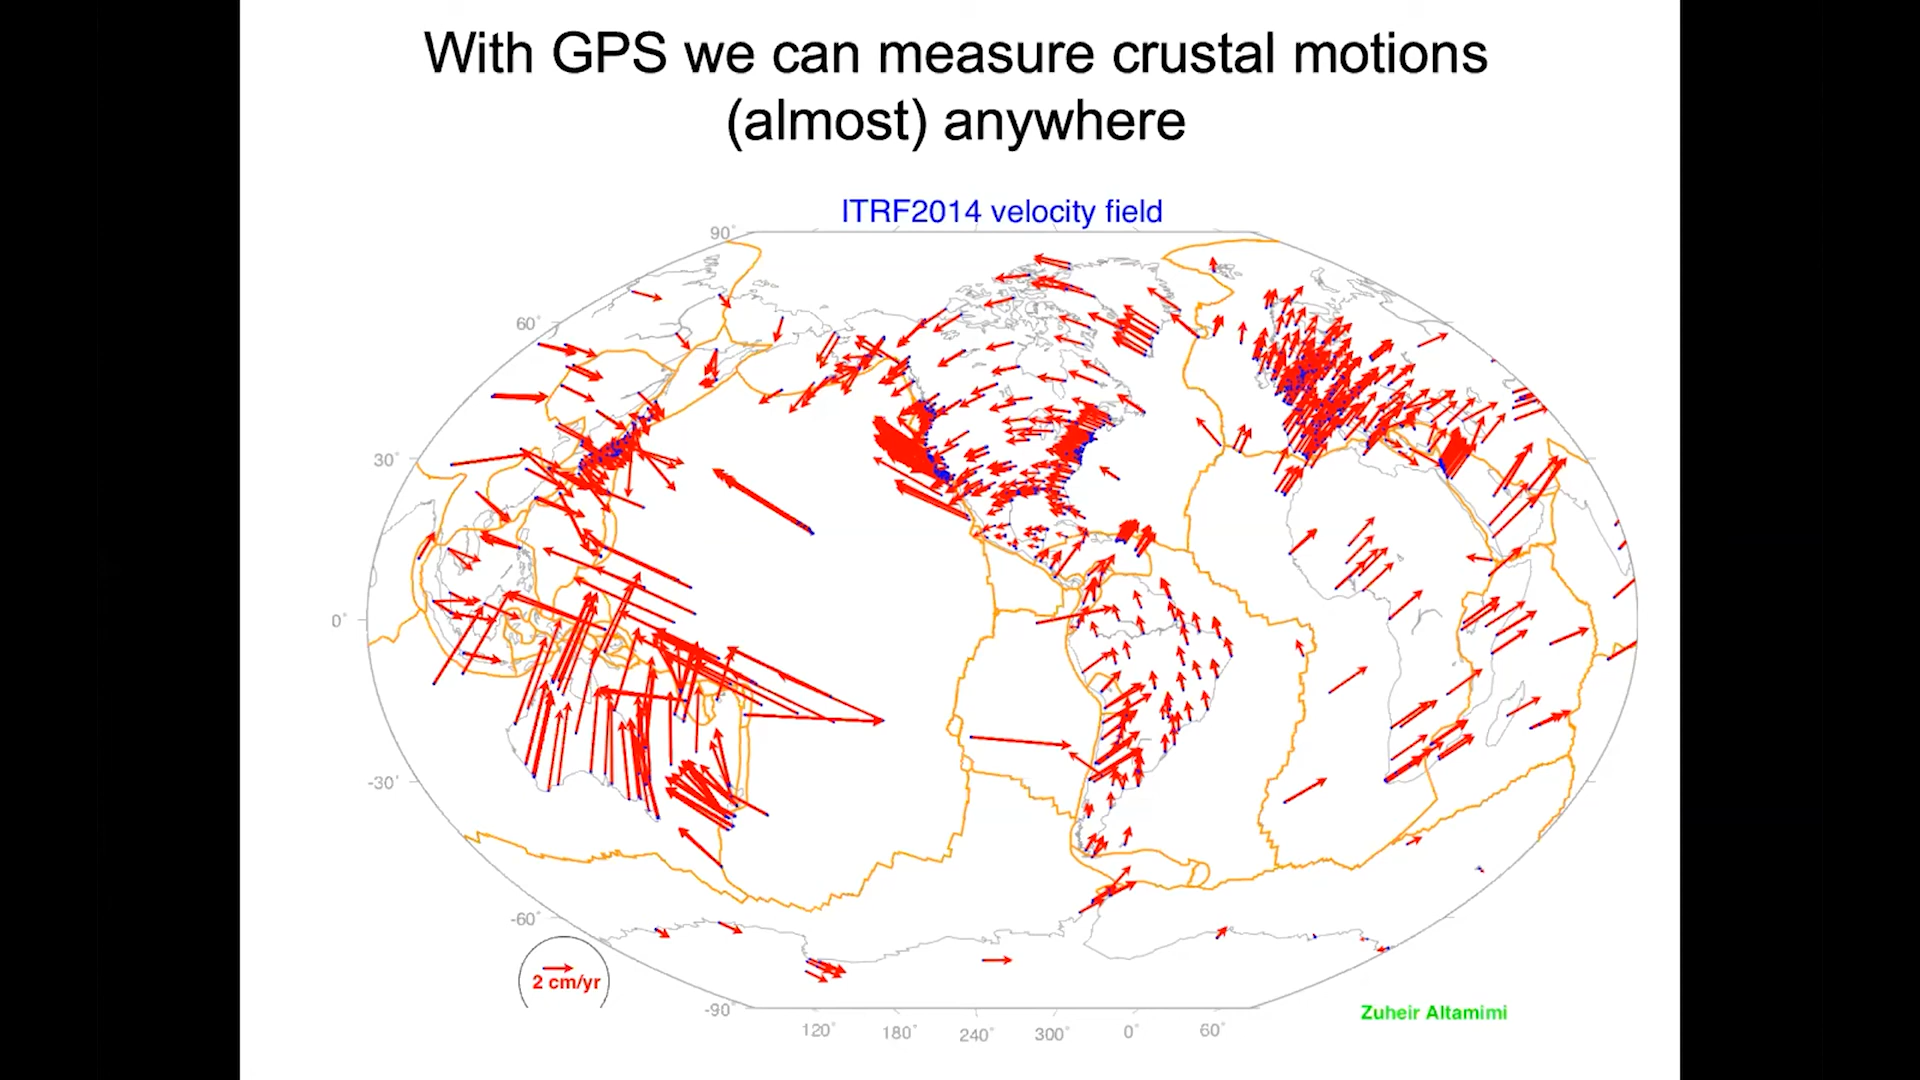 With GPS we can measure crustal motions
(almost) anywhere
ITRF2014 velocity field
90°
60°
30°
0°
-30°
-60°
-90°
2 cm/yr
120°
180°
240°
300°
0°
60°
Zuheir Altamimi